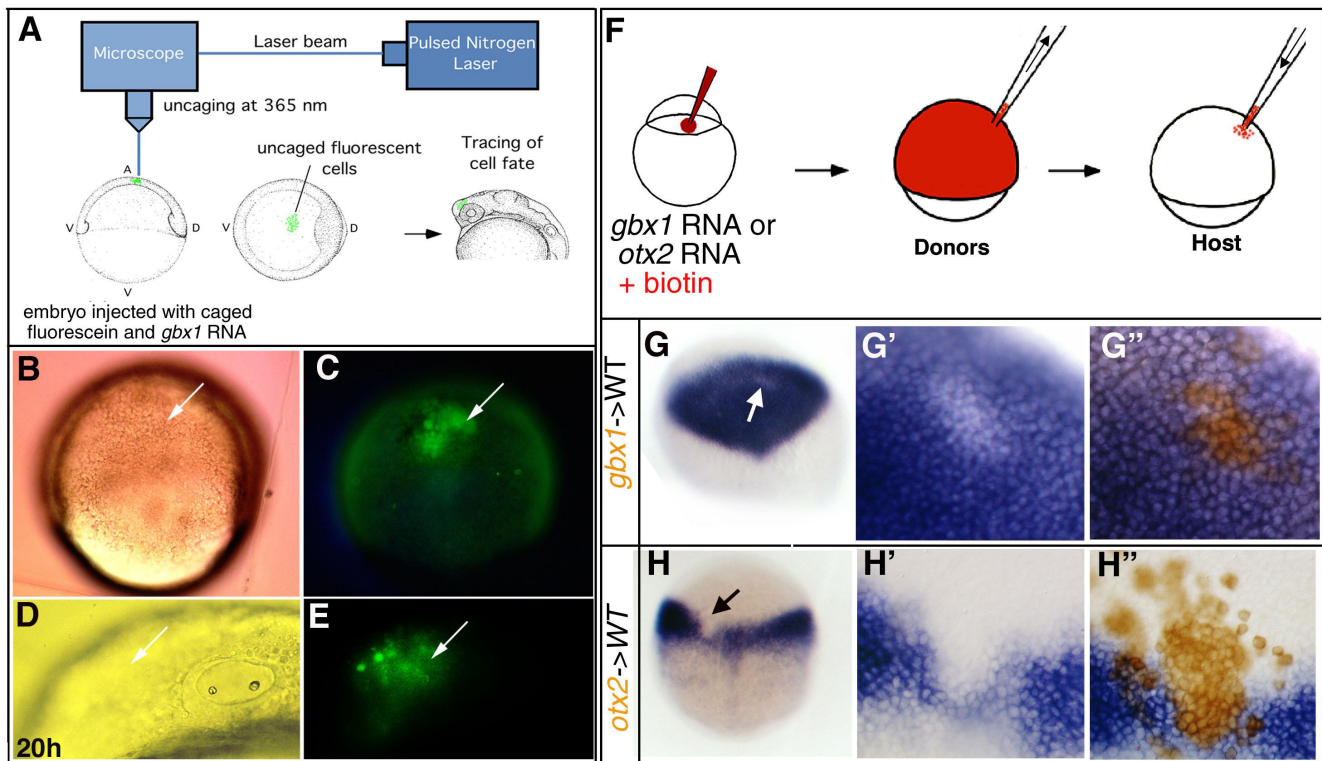 A
Microscope
Laser beam
Pulsed Nitrogen
Laser
uncaging at 365 nm
uncaged fluorescent
cells
Tracing of
cell fate
A
V
D
V
V
D
embryo injected with caged
fluorescein and gbx1 RNA
B
C
D
20h
E
F
gbx1 RNA or
otx2 RNA
+ biotin
Donors
Host
gbx1->WT
G
G'
G''
otx2->WT
H
H'
H''